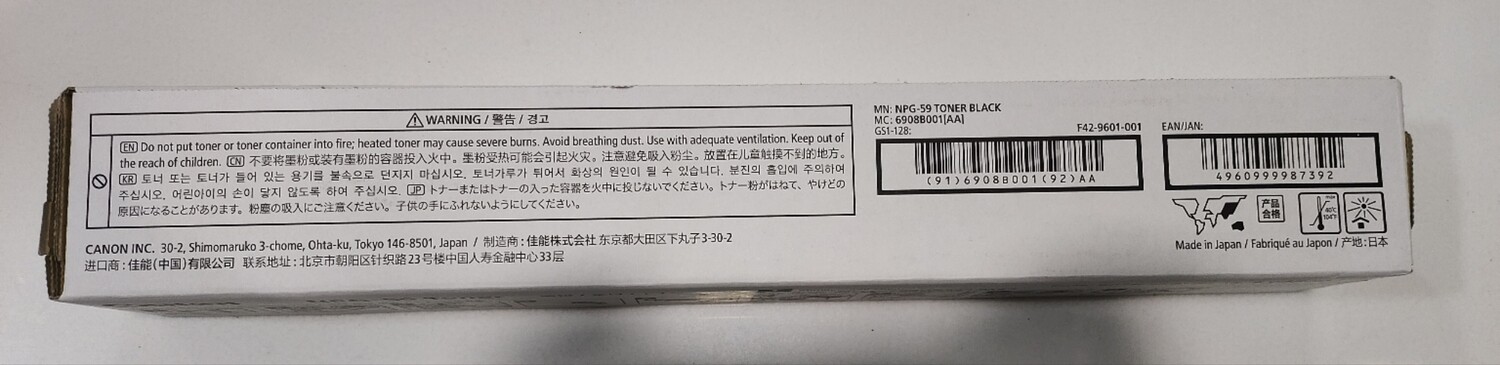 ⚠ WARNING / 警告 / 경고
EN Do not put toner or toner container into fire; heated toner may cause severe burns. Avoid breathing dust. Use with adequate ventilation. Keep out of
the reach of children. CN 不要将墨粉或装有墨粉的容器投入火中。墨粉受热可能会引起火灾。注意避免吸入粉尘。放置在儿童触摸不到的地方。
KR 토너 또는 토너가 들어 있는 용기를 불속으로 던지지 마십시오. 토너가루가 튀어서 화상의 원인이 될 수 있습니다. 분진의 흡입에 주의하여
주십시오. 어린아이의 손이 닿지 않도록 하여 주십시오. JP トナーまたはトナーの入った容器を火中に投じないでください。トナー粉がはねて、やけどの
原因になることがあります。粉塵の吸入にご注意ください。子供の手にふれないようにしてください。
CANON INC. 30-2, Shimomaruko 3-chome, Ohta-ku, Tokyo 146-8501, Japan / 制造商:佳能株式会社 东京都大田区下丸子3-30-2
进口商:佳能(中国)有限公司 联系地址:北京市朝阳区针织路23号楼中国人寿金融中心33层
MN: NPG-59 TONER BLACK
MC: 6908B001[AA]
GS1-128:
F42-9601-001
(91)6908B001(92)AA
EAN/JAN:
4960999987392
产品
合格
40℃
104°F
Made in Japan / Fabriqué au Japon / 产地:日本